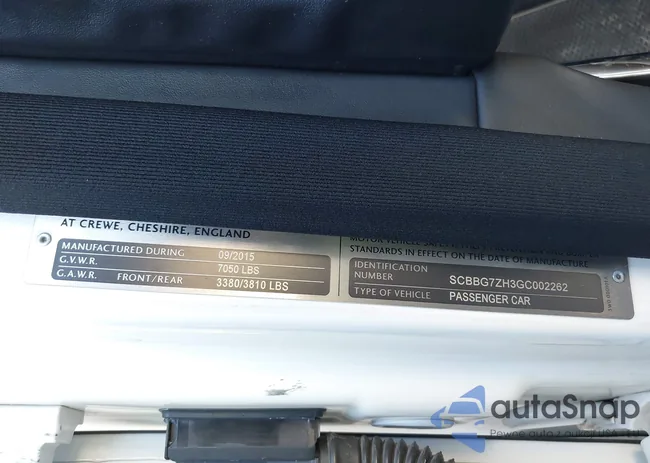 AT CREWE, CHESHIRE, ENGLAND
MANUFACTURED DURING 09/2015
G.V.W.R. 7050 LBS
G.A.W.R. FRONT/REAR 3380/3810 LBS
STANDARDS IN EFFECT ON THE DATE OF MANUFACTURE
IDENTIFICATION NUMBER SCBBG7ZH3GC002262
TYPE OF VEHICLE PASSENGER CAR
autaSnap